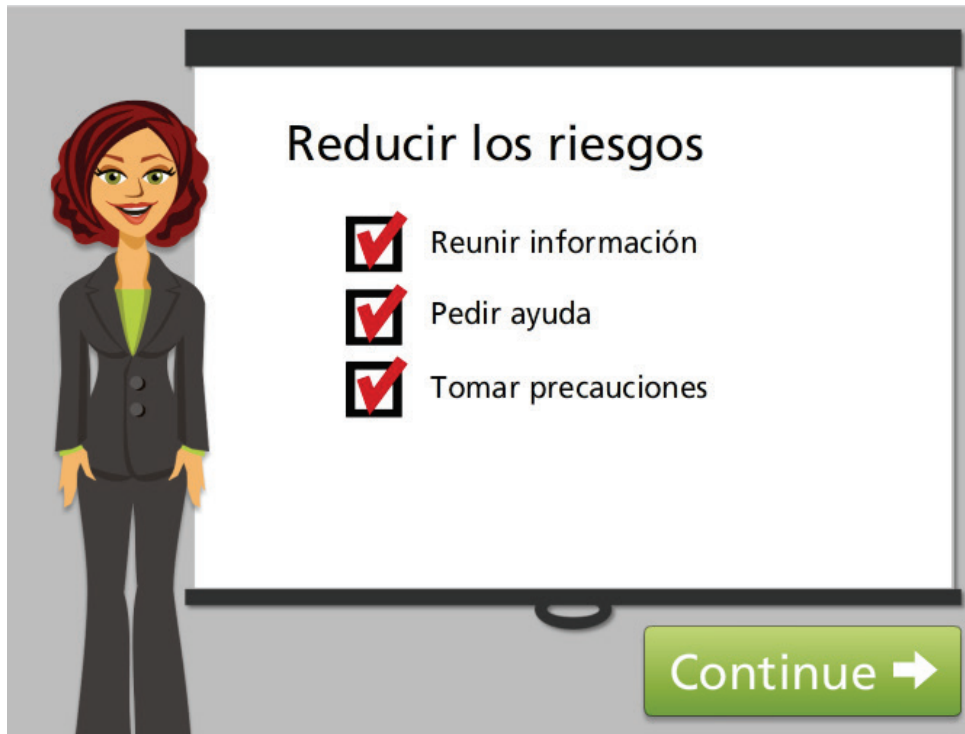 Reducir los riesgos
Reunir información
Pedir ayuda
Tomar precauciones
Continue